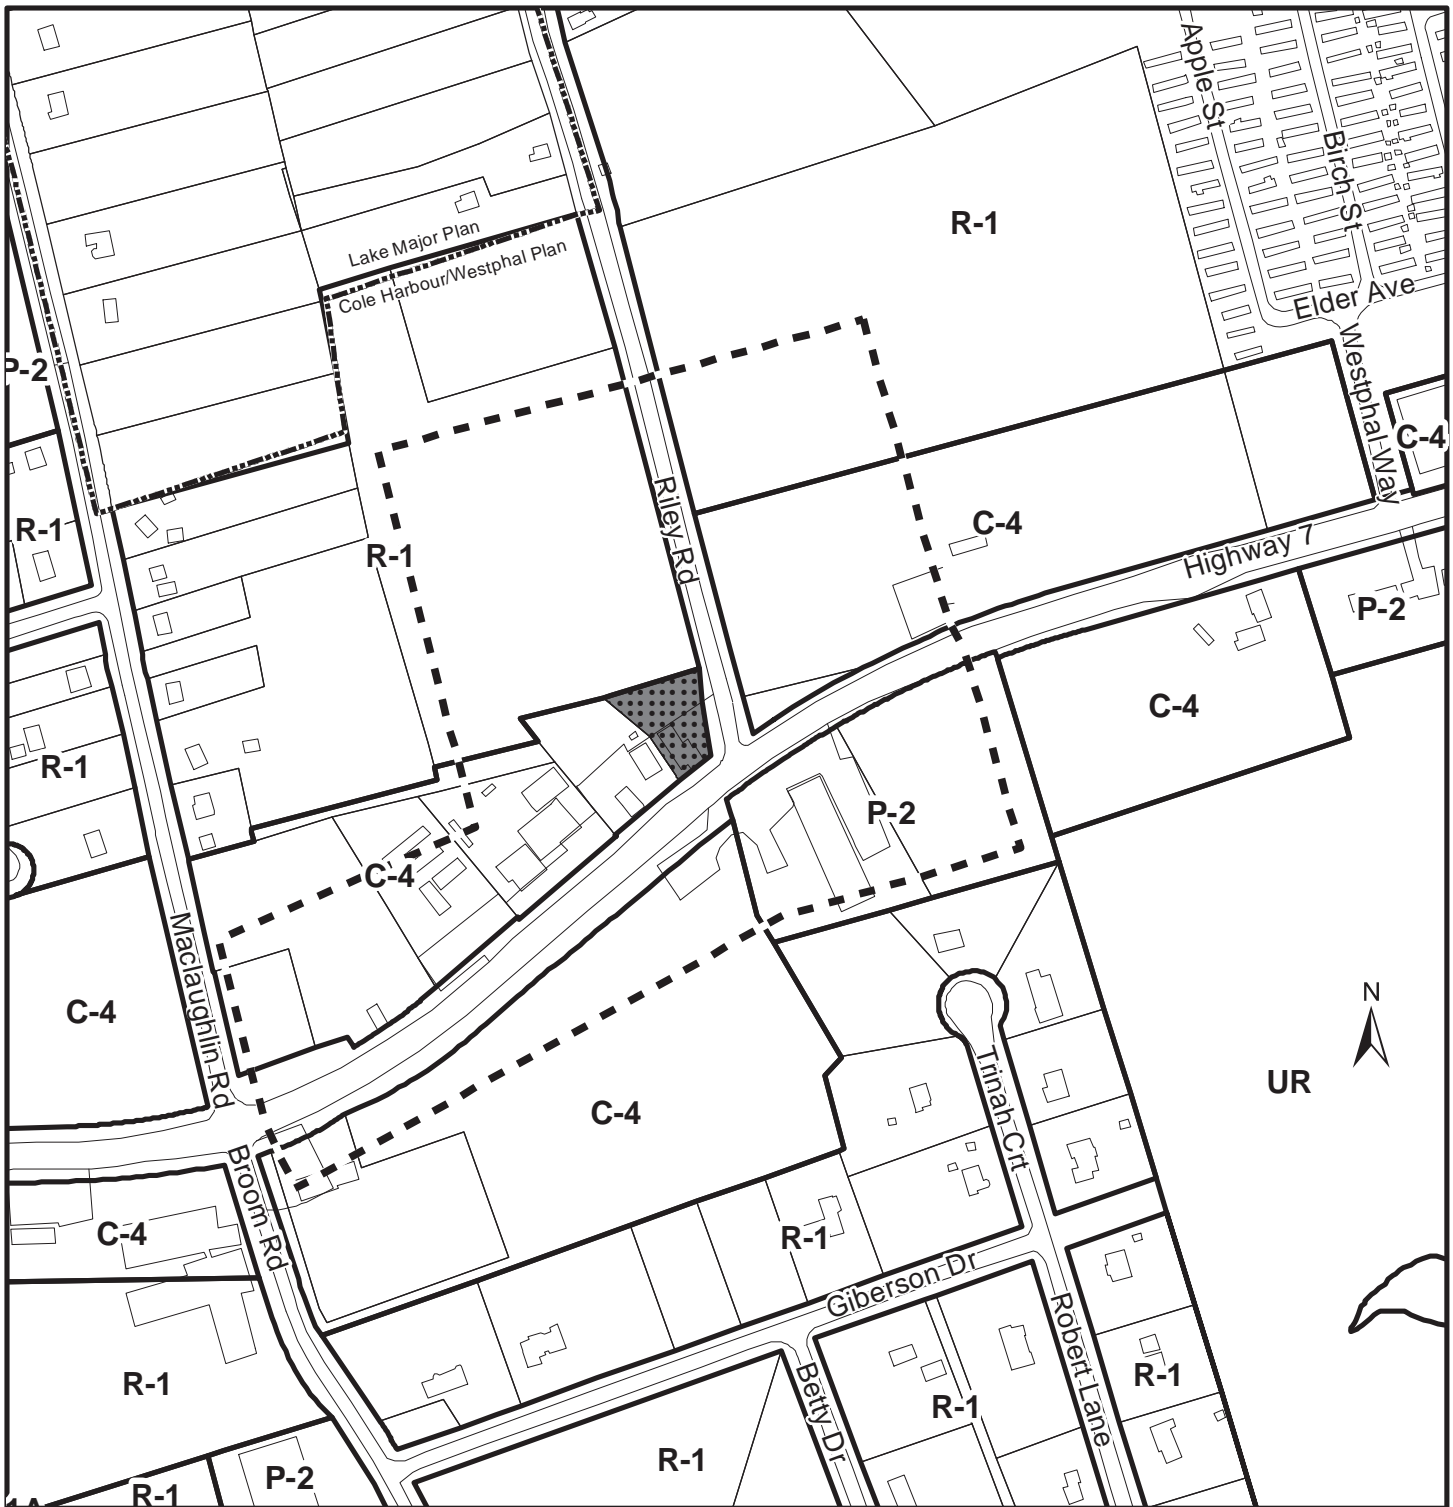 Apple St
Birch St
R-1
Lake Major Plan
Cole Harbour/Westphal Plan
Elder Ave
P-2
Westphal Way
C-4
Riley Rd
R-1
C-4
R-1
Highway 7
P-2
C-4
R-1
P-2
C-4
Maclaughlin Rd
C-4
N
UR
C-4
Trinah Crt
Broom Rd
C-4
R-1
Giberson Dr
Robert Lane
R-1
R-1
Betty Dr
R-1
R-1
P-2
R-1